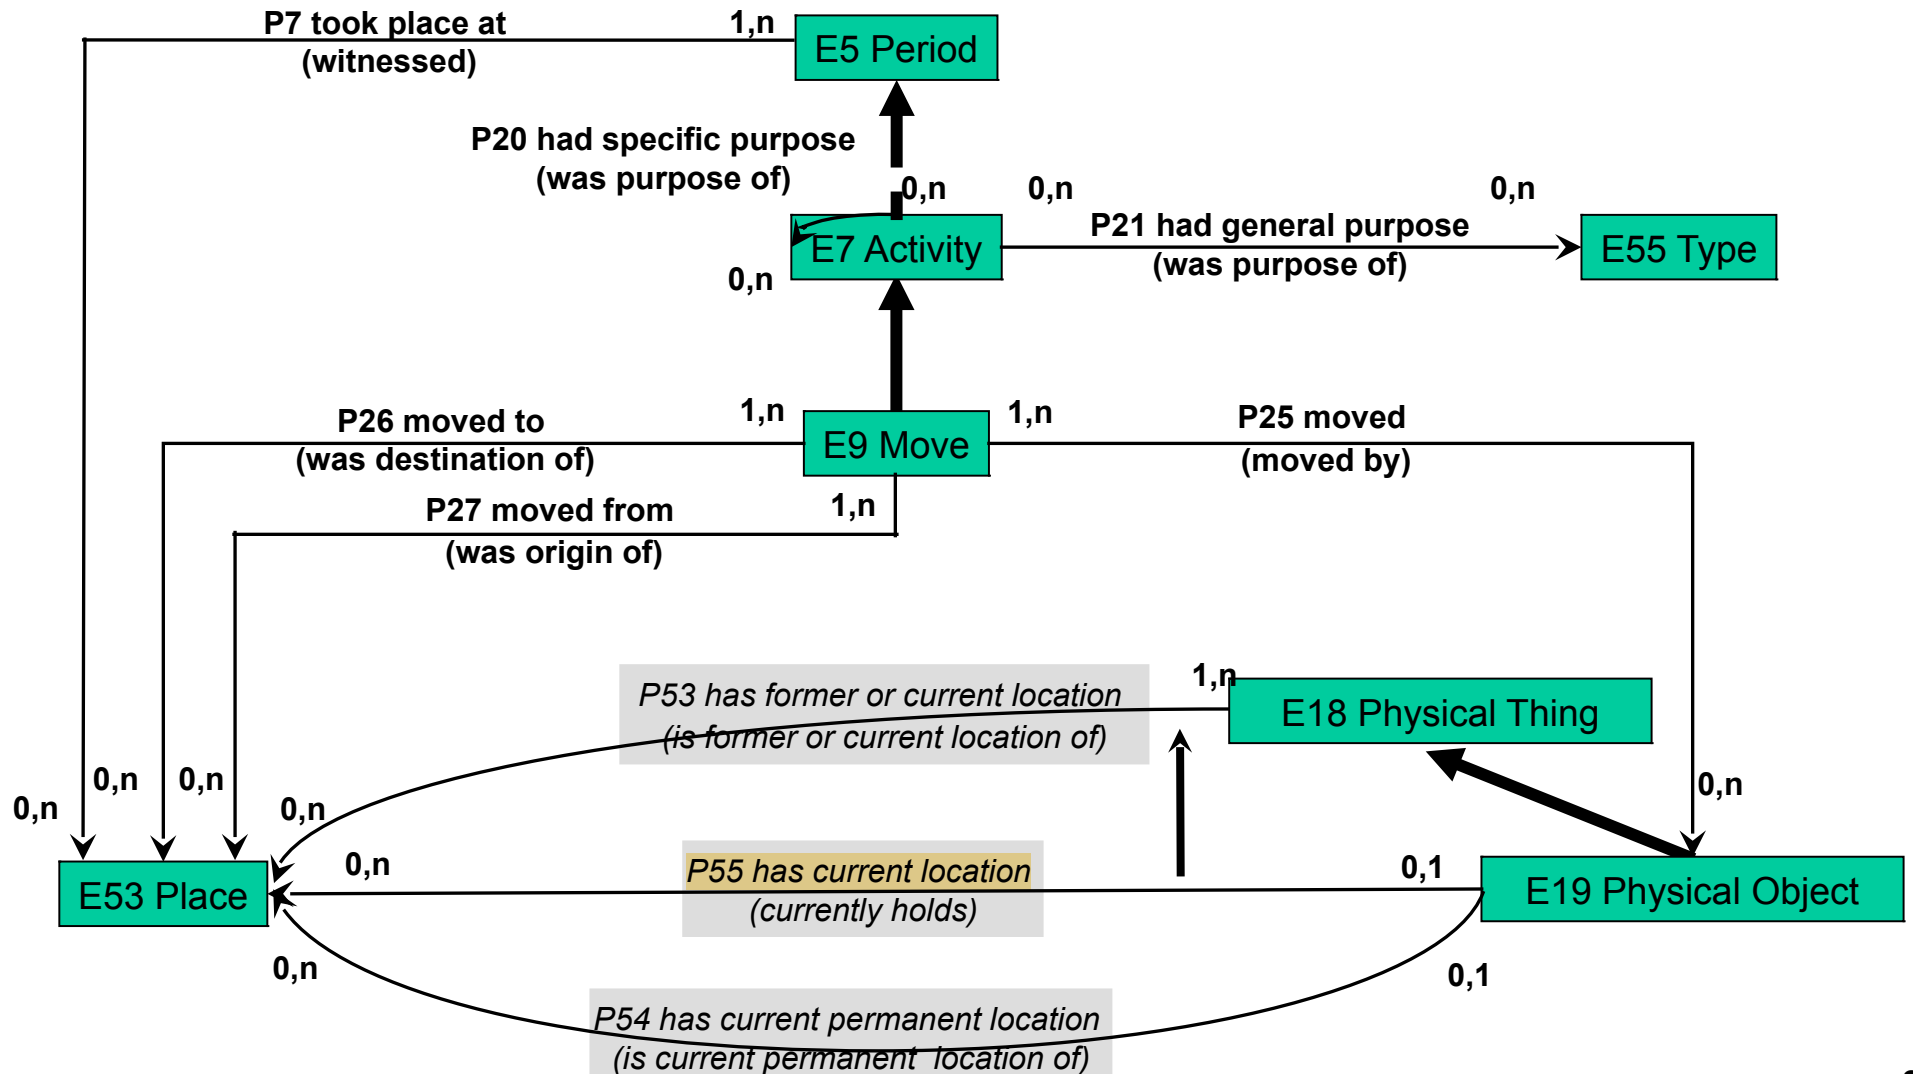 P7 took place at
(witnessed)
1,n
E5 Period
P20 had specific purpose
(was purpose of)
0,n
0,n
0,n
E7 Activity
P21 had general purpose
(was purpose of)
E55 Type
0,n
P26 moved to
(was destination of)
1,n
E9 Move
1,n
P25 moved
(moved by)
P27 moved from
(was origin of)
1,n
P53 has former or current location
(is former or current location of)
1,n
E18 Physical Thing
0,n
0,n
0,n
0,n
0,n
E53 Place
0,n
P55 has current location
(currently holds)
0,1
E19 Physical Object
0,n
0,1
P54 has current permanent location
(is current permanent  location of)